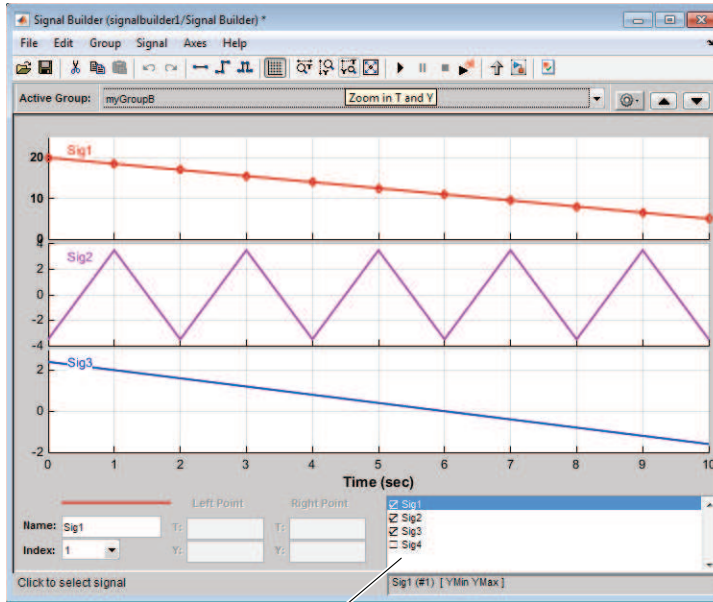 Signal Builder (signalbuilder1/Signal Builder) *
File Edit Group Signal Axes Help
Active Group: myGroupB
Zoom in T and Y
20
10
0
Sig1
4
2
0
-2
-4
Sig2
2
0
-2
Sig3
0 1 2 3 4 5 6 7 8 9 10
Time (sec)
Left Point Right Point
Name: Sig1 T: T:
Index: 1 Y: Y:
Sig1
Sig2
Sig3
Sig4
Click to select signal
Sig1 (#1) [ YMin YMax ]